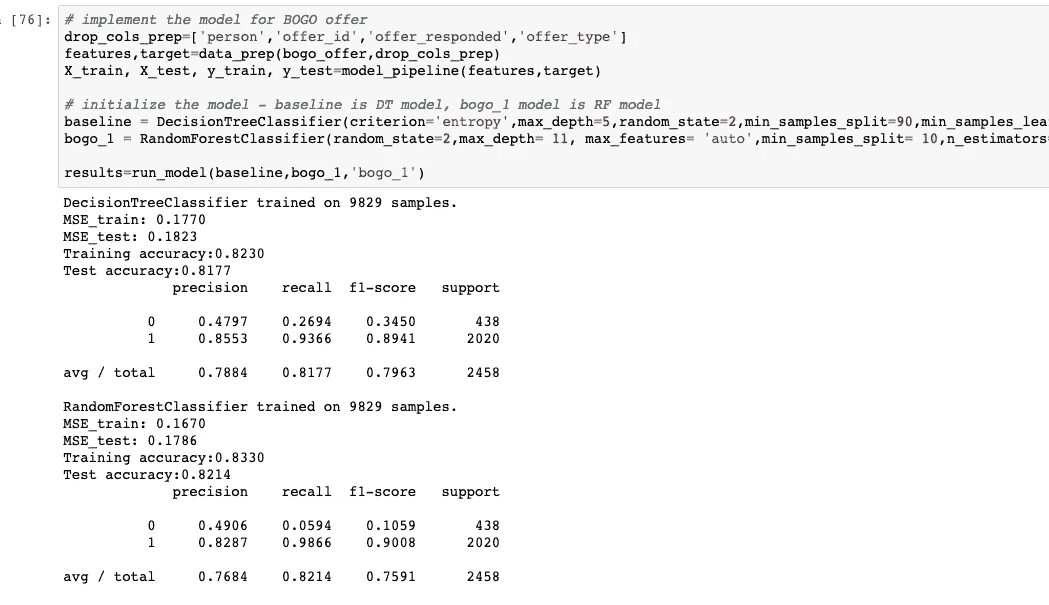 [76]: # implement the model for BOGO offer
drop_cols_prep=['person','offer_id','offer_responded','offer_type']
features,target=data_prep(bogo_offer,drop_cols_prep)
X_train, X_test, y_train, y_test=model_pipeline(features,target)
# initialize the model - baseline is DT model, bogo_1 model is RF model
baseline = DecisionTreeClassifier(criterion='entropy',max_depth=5,random_state=2,min_samples_split=90,min_samples_lea
bogo_1 = RandomForestClassifier(random_state=2,max_depth= 11, max_features= 'auto',min_samples_split= 10,n_estimators=
results=run_model(baseline,bogo_1,'bogo_1')
DecisionTreeClassifier trained on 9829 samples.
MSE_train: 0.1770
MSE_test: 0.1823
Training accuracy:0.8230
Test accuracy:0.8177
precision recall f1-score support
0 0.4797 0.2694 0.3450 438
1 0.8553 0.9366 0.8941 2020
avg / total 0.7884 0.8177 0.7963 2458
RandomForestClassifier trained on 9829 samples.
MSE_train: 0.1670
MSE_test: 0.1786
Training accuracy:0.8330
Test accuracy:0.8214
precision recall f1-score support
0 0.4906 0.0594 0.1059 438
1 0.8287 0.9866 0.9008 2020
avg / total 0.7684 0.8214 0.7591 2458